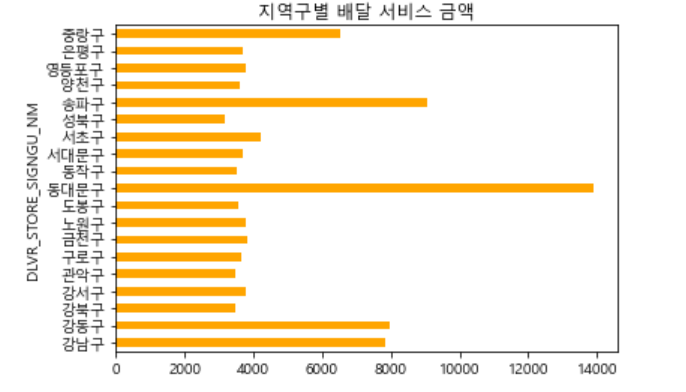 지역구별 배달 서비스 금액
DLVR_STORE_SIGNGU_NM
중랑구
은평구
영등포구
양천구
송파구
성북구
서초구
서대문구
동작구
동대문구
도봉구
노원구
금천구
구로구
관악구
강서구
강북구
강동구
강남구
0 2000 4000 6000 8000 10000 12000 14000